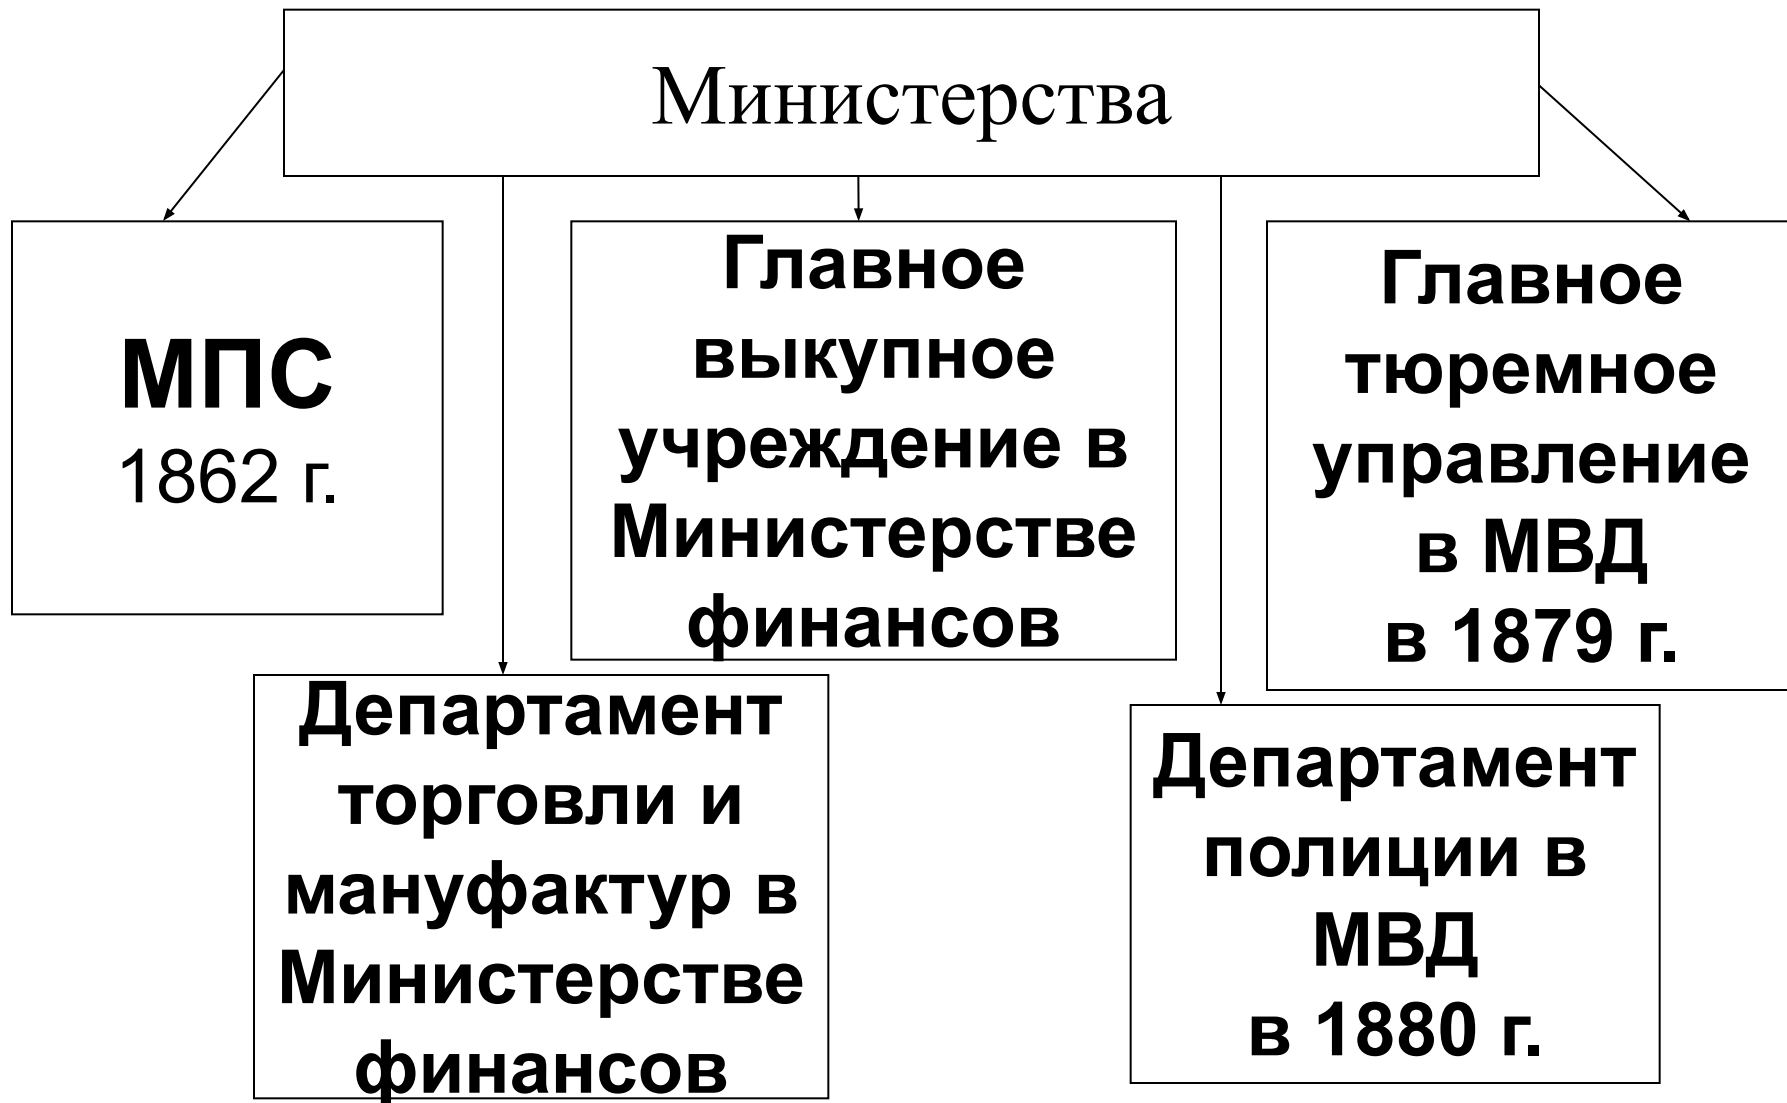 Министерства
МПС
1862 г.
Главное
выкупное
учреждение в
Министерстве
финансов
Главное
тюремное
управление
в МВД
в 1879 г.
Департамент
торговли и
мануфактур в
Министерстве
финансов
Департамент
полиции в
МВД
в 1880 г.